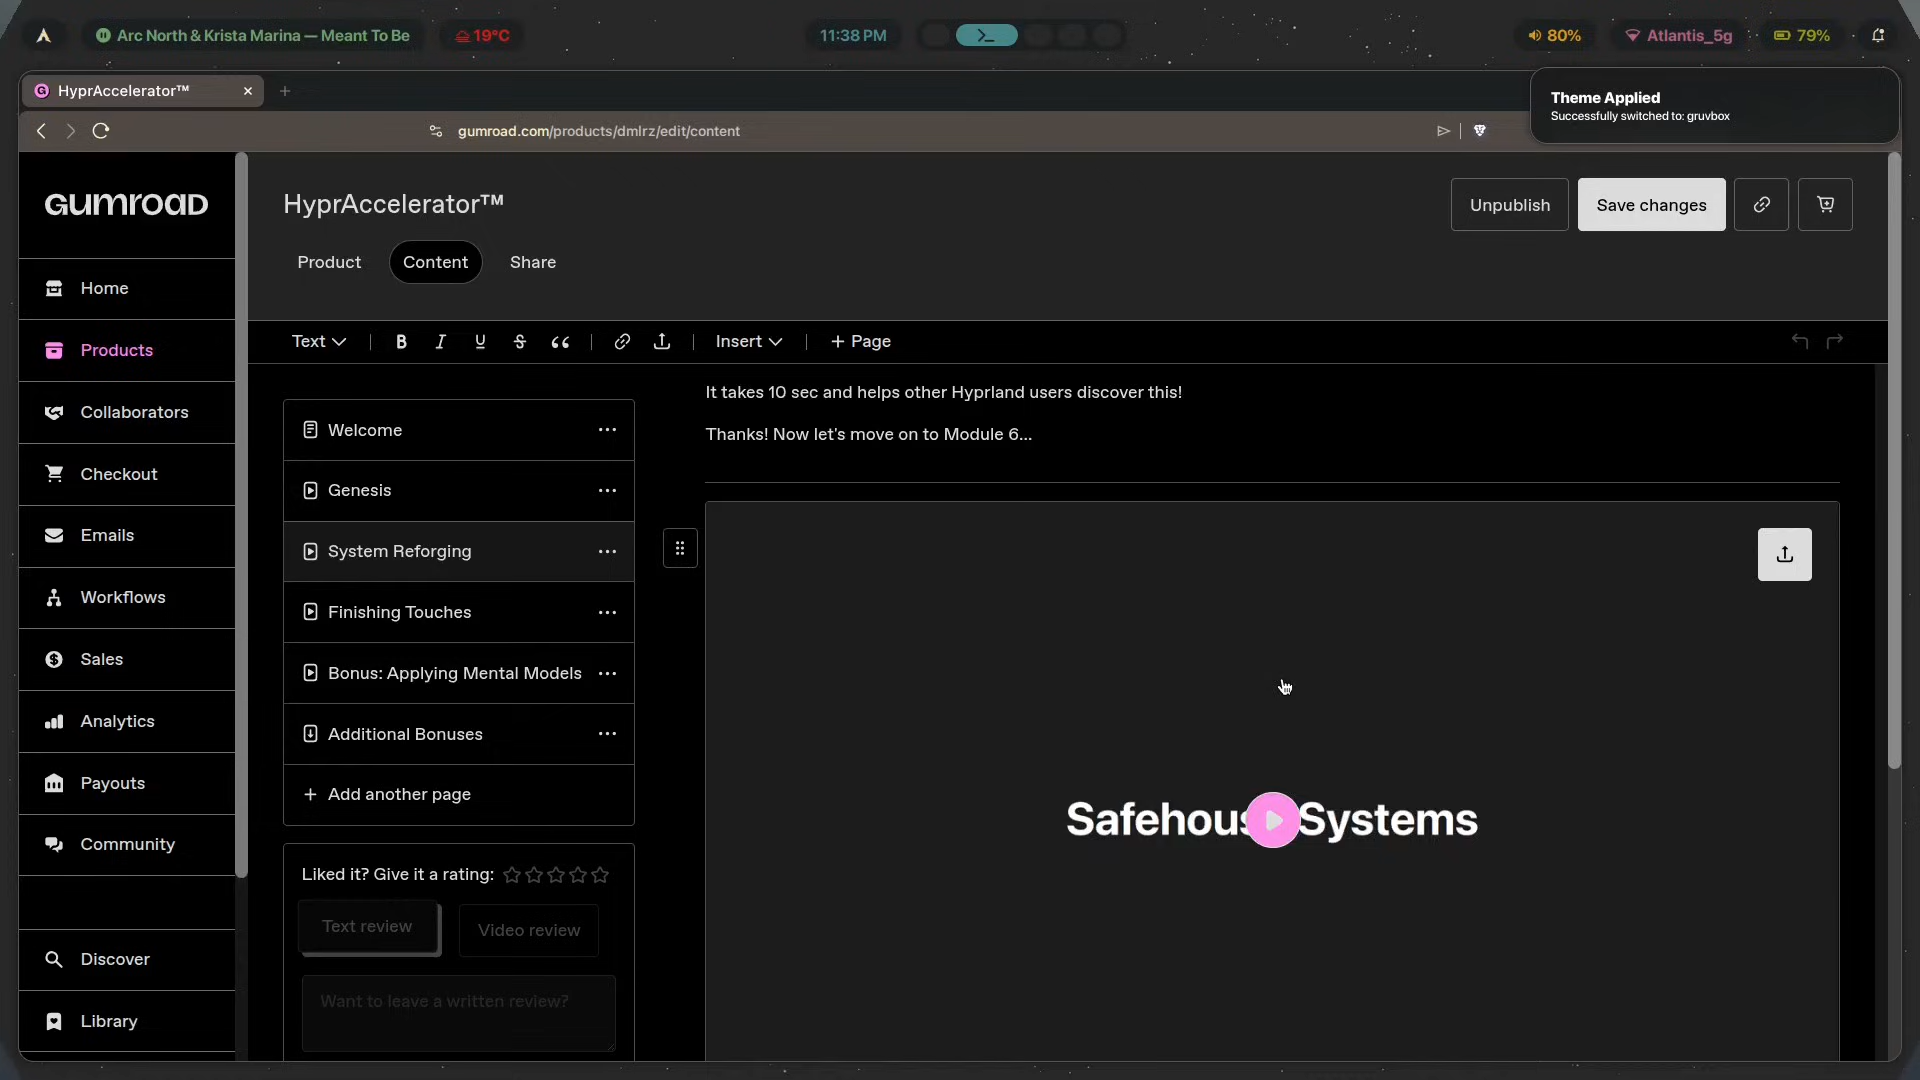 Arc North & Krista Marina — Meant To Be
19°C
11:38 PM
80%
Atlantis_5g
79%
HyprAccelerator™
Theme Applied
Successfully switched to: gruvbox
gumroad.com/products/dmlrz/edit/content
GUMROAD
Home
Products
Collaborators
Checkout
Emails
Workflows
Sales
Analytics
Payouts
Community
Discover
Library
HyprAccelerator™
Unpublish
Save changes
Product
Content
Share
Text
B
I
U
S
Insert
+ Page
Welcome
Genesis
System Reforging
Finishing Touches
Bonus: Applying Mental Models
Additional Bonuses
+ Add another page
Liked it? Give it a rating:
Text review
Video review
Want to leave a written review?
It takes 10 sec and helps other Hyprland users discover this!
Thanks! Now let's move on to Module 6...
Safehouse Systems